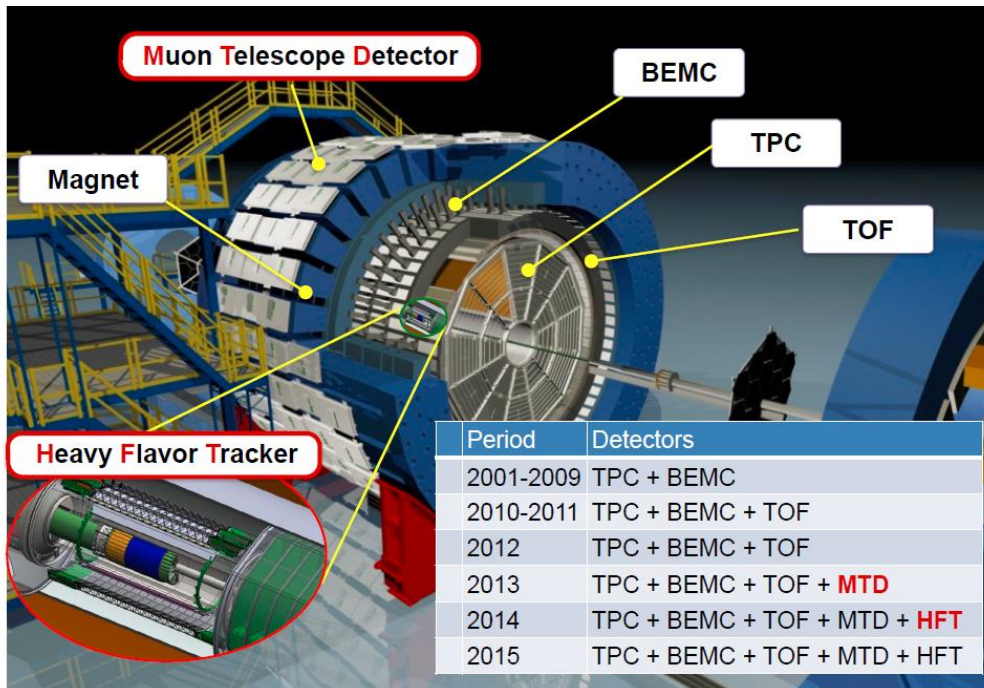 Muon Telescope Detector
BEMC
TPC
Magnet
TOF
Heavy Flavor Tracker
Period Detectors
2001-2009 TPC + BEMC
2010-2011 TPC + BEMC + TOF
2012 TPC + BEMC + TOF
2013 TPC + BEMC + TOF + MTD
2014 TPC + BEMC + TOF + MTD + HFT
2015 TPC + BEMC + TOF + MTD + HFT